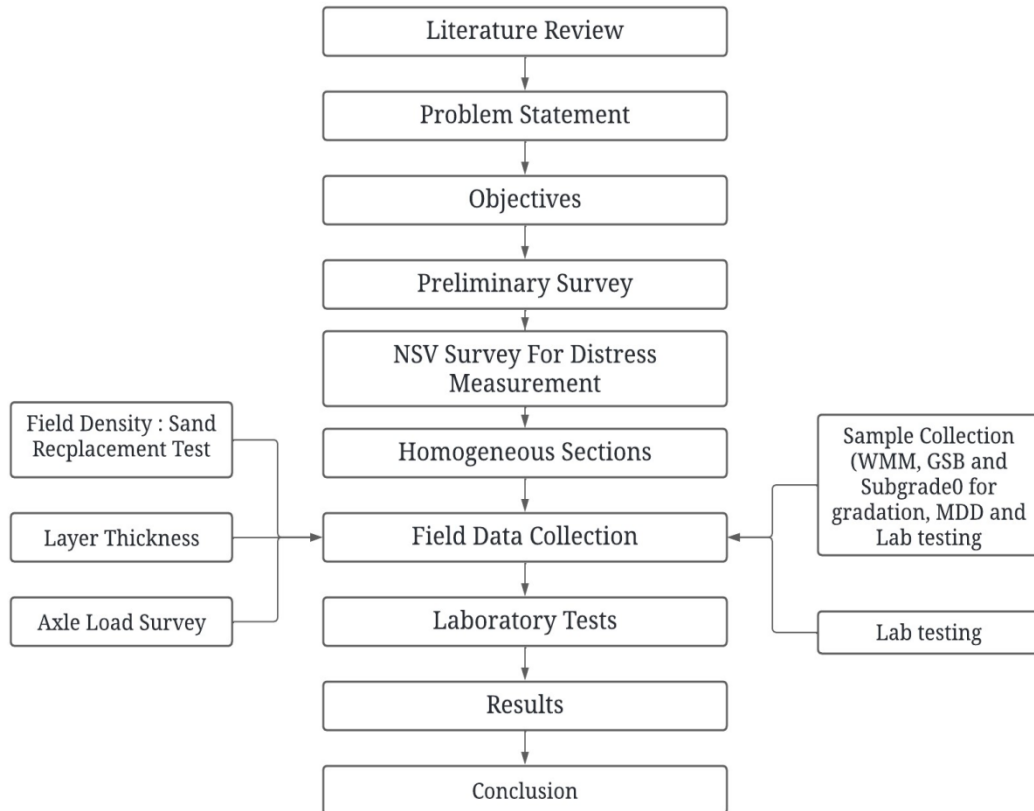 Literature Review
Problem Statement
Objectives
Preliminary Survey
NSV Survey For Distress
Measurement
Field Density : Sand
Recplacement Test
Homogeneous Sections
Sample Collection
(WMM, GSB and
Subgrade0 for
gradation, MDD and
Lab testing
Layer Thickness
Field Data Collection
Axle Load Survey
Laboratory Tests
Lab testing
Results
Conclusion